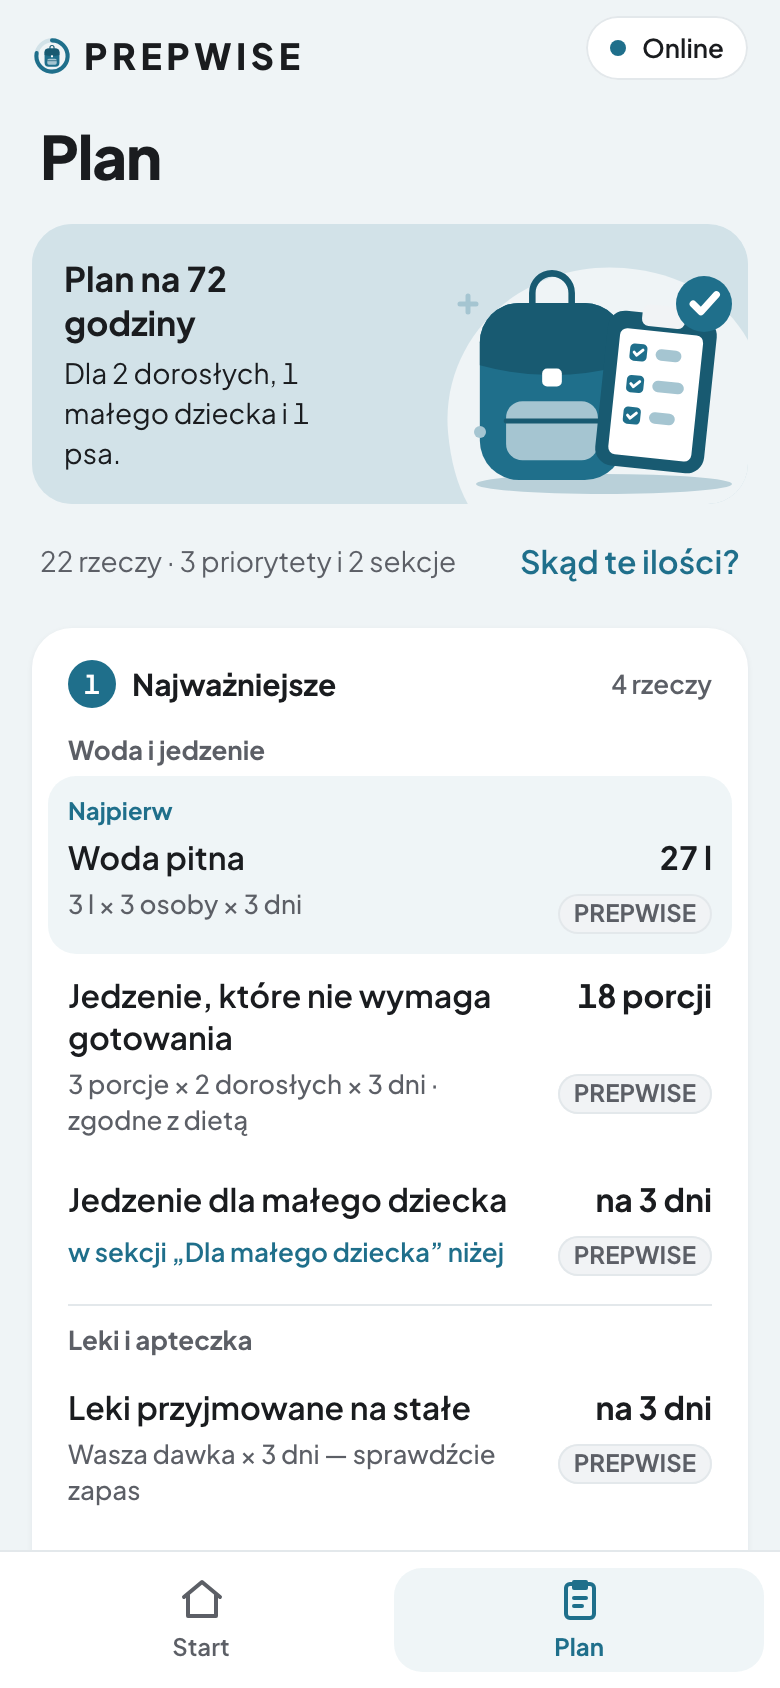 PREPWISE
Online
Plan
Plan na 72
godziny
Dla 2 dorosłych, 1
małego dziecka i 1
psa.
22 rzeczy · 3 priorytety i 2 sekcje
Skąd te ilości?
1 Najważniejsze
4 rzeczy
Woda i jedzenie
Najpierw
Woda pitna
27 l
3 l × 3 osoby × 3 dni
PREPWISE
Jedzenie, które nie wymaga
gotowania
18 porcji
3 porcje × 2 dorosłych × 3 dni ·
zgodne z dietą
PREPWISE
Jedzenie dla małego dziecka
na 3 dni
w sekcji „Dla małego dziecka” niżej
PREPWISE
Leki i apteczka
Leki przyjmowane na stałe
na 3 dni
Wasza dawka × 3 dni — sprawdźcie
zapas
PREPWISE
Start
Plan